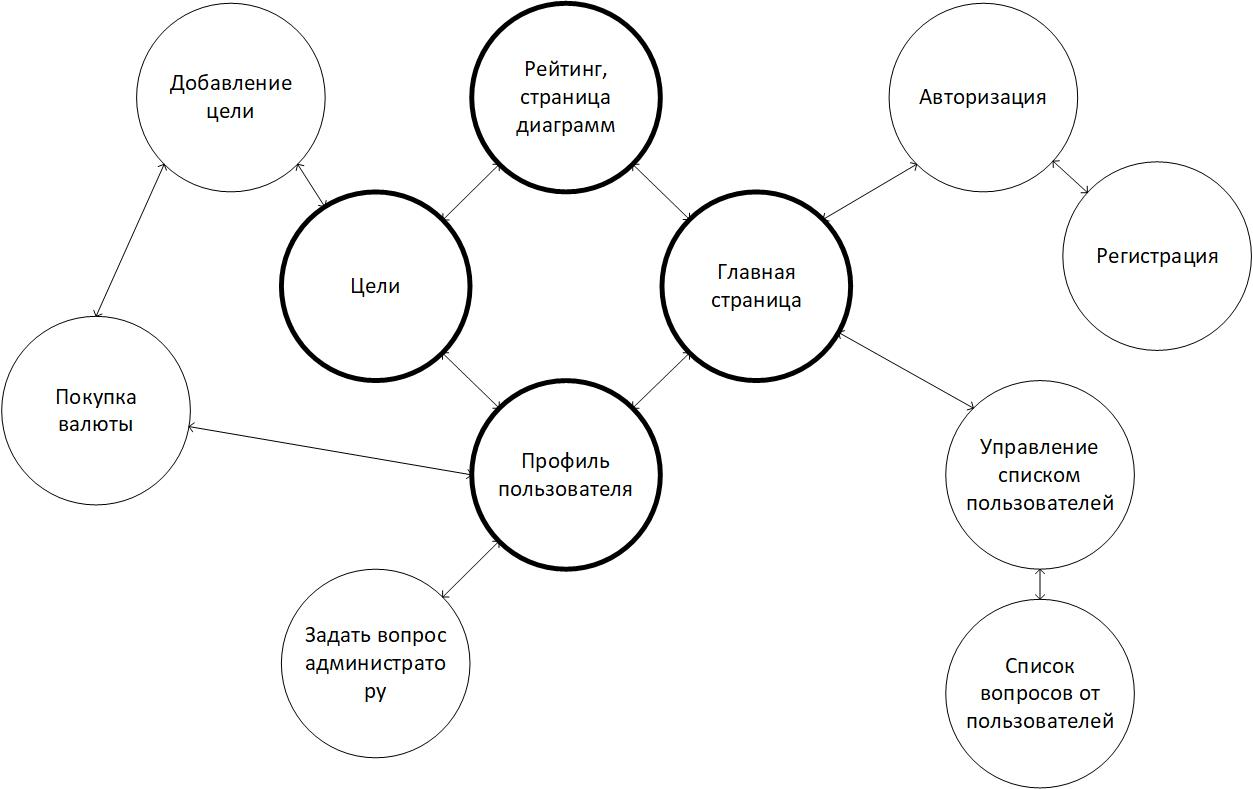 Добавление
цели
Рейтинг,
страница
диаграмм
Авторизация
Регистрация
Цели
Главная
страница
Покупка
валюты
Профиль
пользователя
Управление
списком
пользователей
Задать вопрос
администрато
ру
Список
вопросов от
пользователей